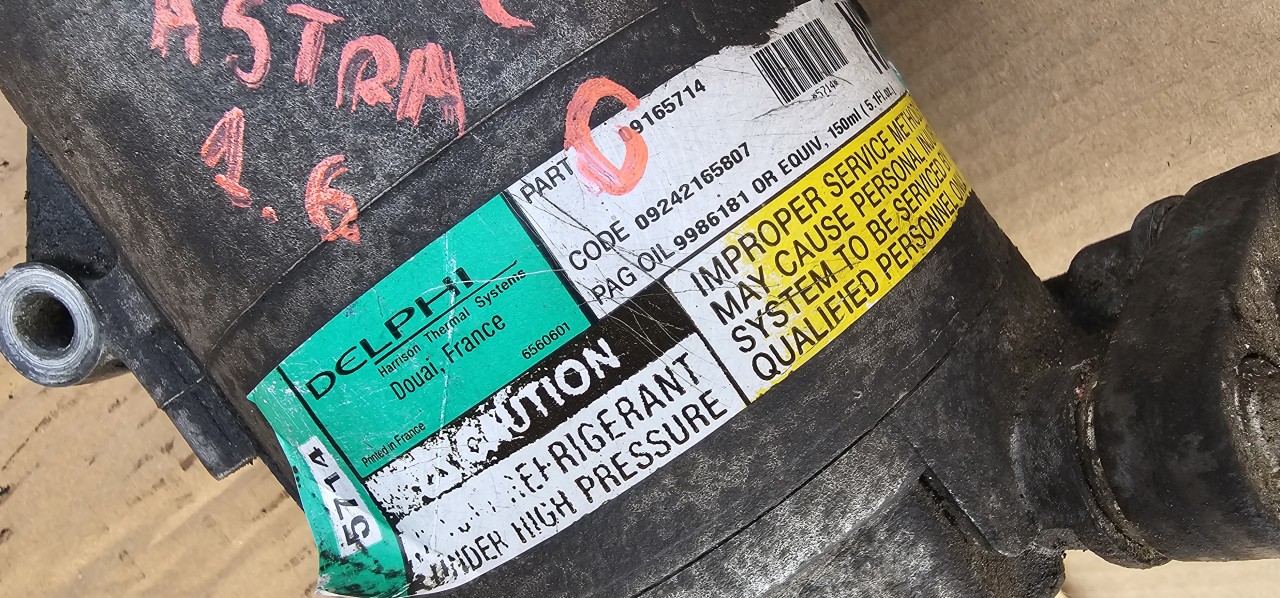 ASTRA C
1.6
PART 9165714
*5714*
CODE 09242165807
PAG OIL 9986181 OR EQUIV, 150ml (5.1Fl.oz.)
DELPHI
Harrison Thermal Systems
Douai, France
6560601
Printed in France
5714
REFRIGERANT
UNDER HIGH PRESSURE
IMPROPER SERVICE
MAY CAUSE PERSONAL
SYSTEM TO BE SERVICED
QUALIFIED PERSONNEL
C